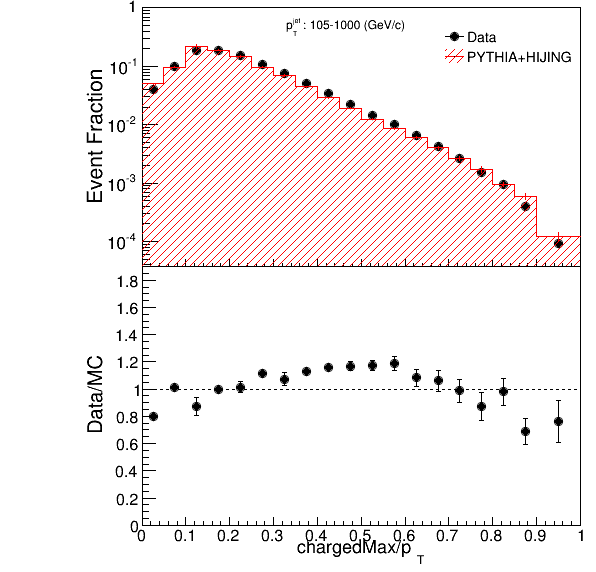 1
p_T^jet : 105-1000 (GeV/c)
Data
PYTHIA+HIJING
10^-1
10^-2
10^-3
10^-4
Event Fraction
1.8
1.6
1.4
1.2
1
0.8
0.6
0.4
0.2
0
Data/MC
0 0.1 0.2 0.3 0.4 0.5 0.6 0.7 0.8 0.9 1
chargedMax/p_T